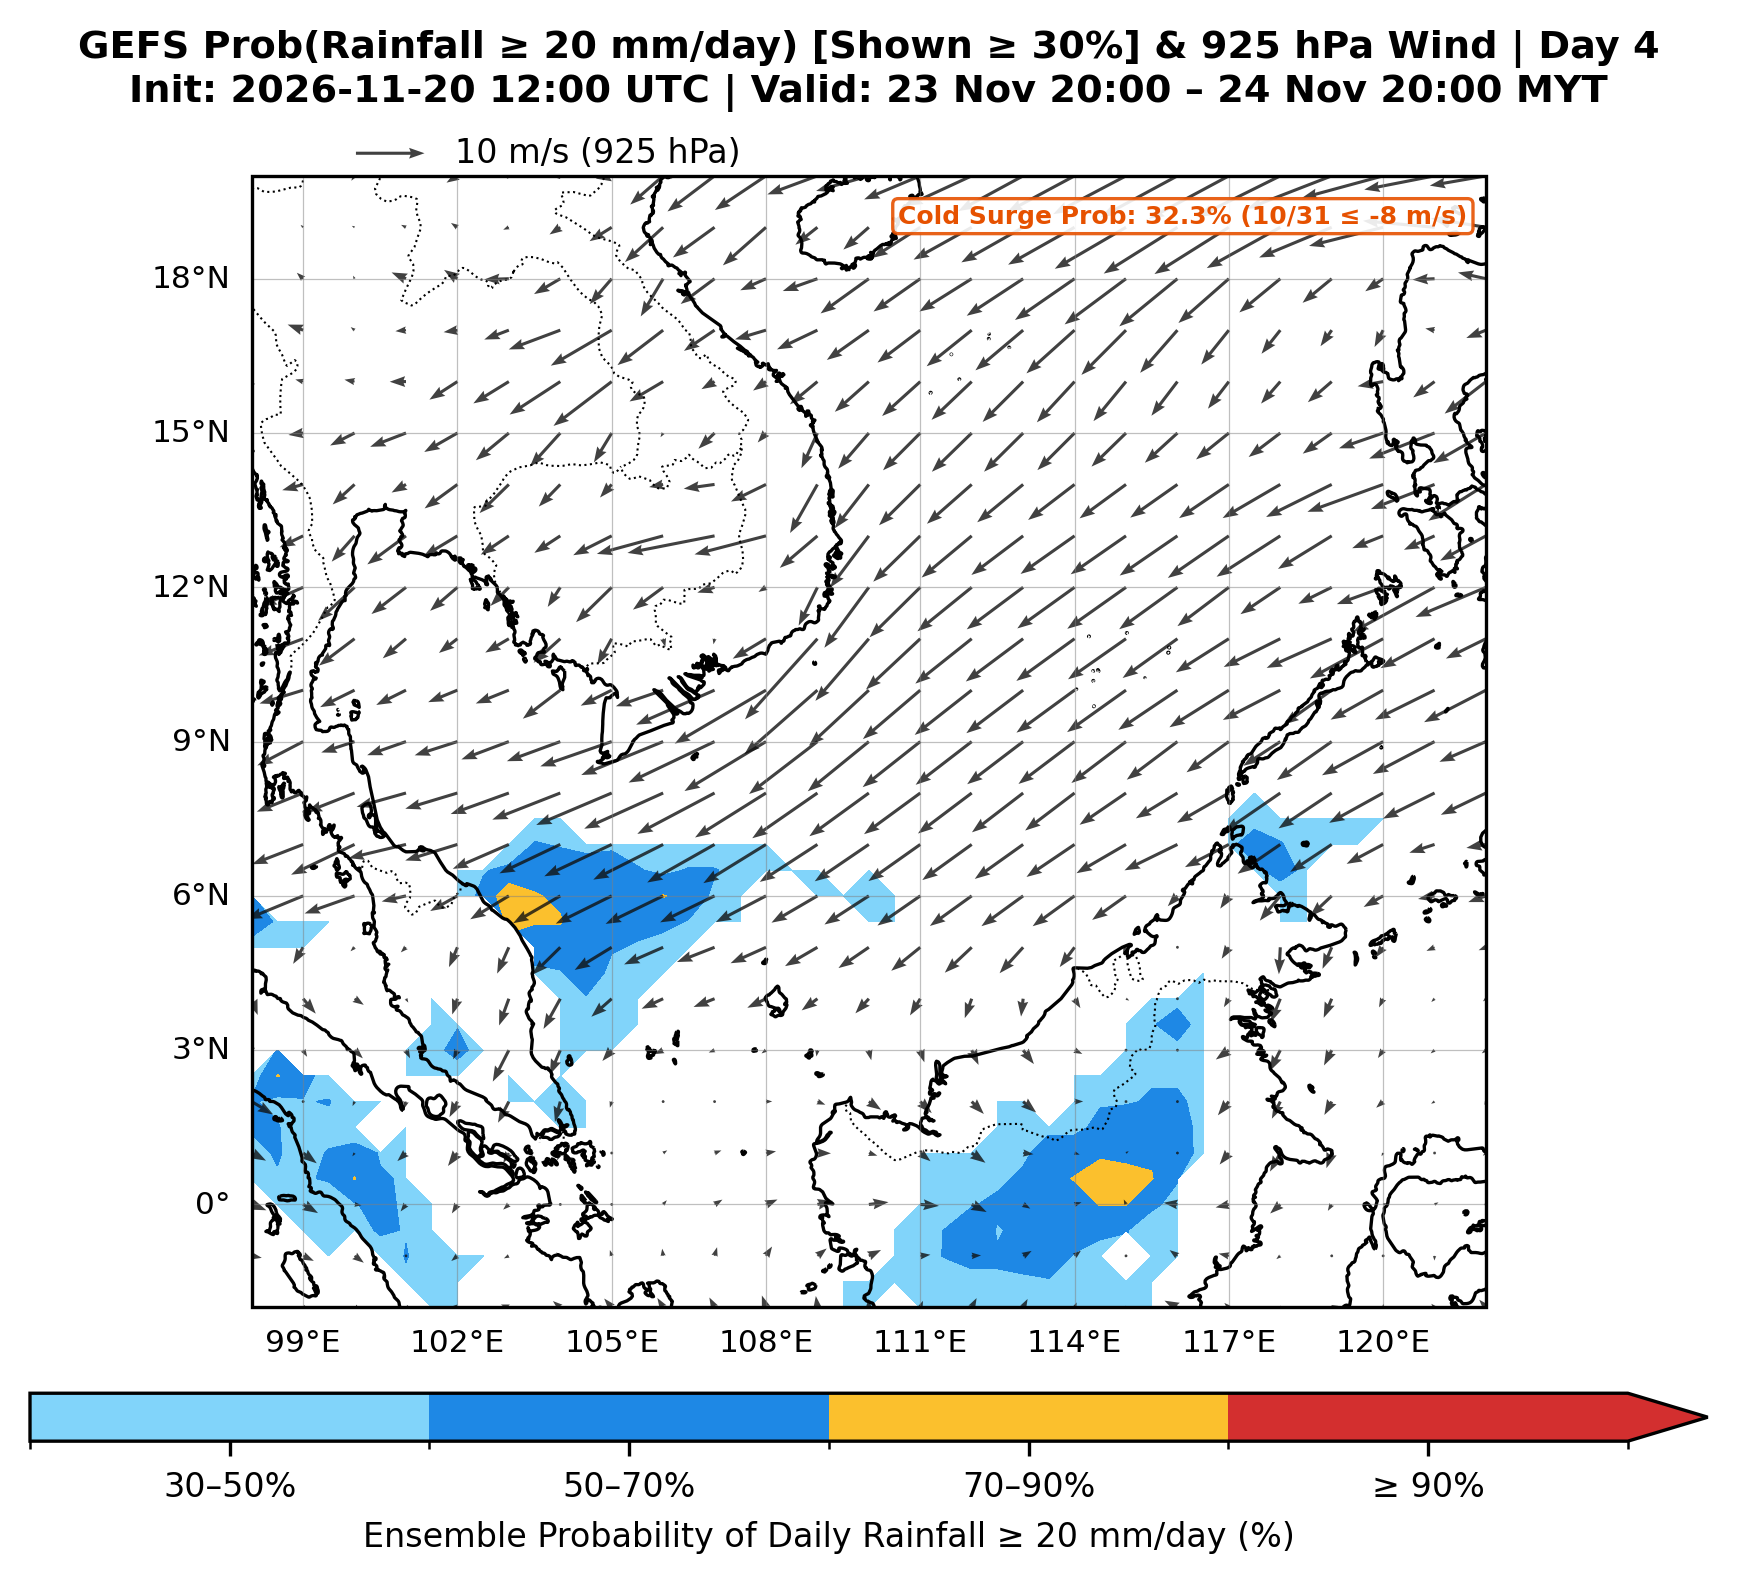 GEFS Prob(Rainfall ≥ 20 mm/day) [Shown ≥ 30%] & 925 hPa Wind | Day 4
Init: 2026-11-20 12:00 UTC | Valid: 23 Nov 20:00 – 24 Nov 20:00 MYT
10 m/s (925 hPa)
Cold Surge Prob: 32.3% (10/31 ≤ -8 m/s)
18°N
15°N
12°N
9°N
6°N
3°N
0°
99°E 102°E 105°E 108°E 111°E 114°E 117°E 120°E
30–50% 50–70% 70–90% ≥ 90%
Ensemble Probability of Daily Rainfall ≥ 20 mm/day (%)